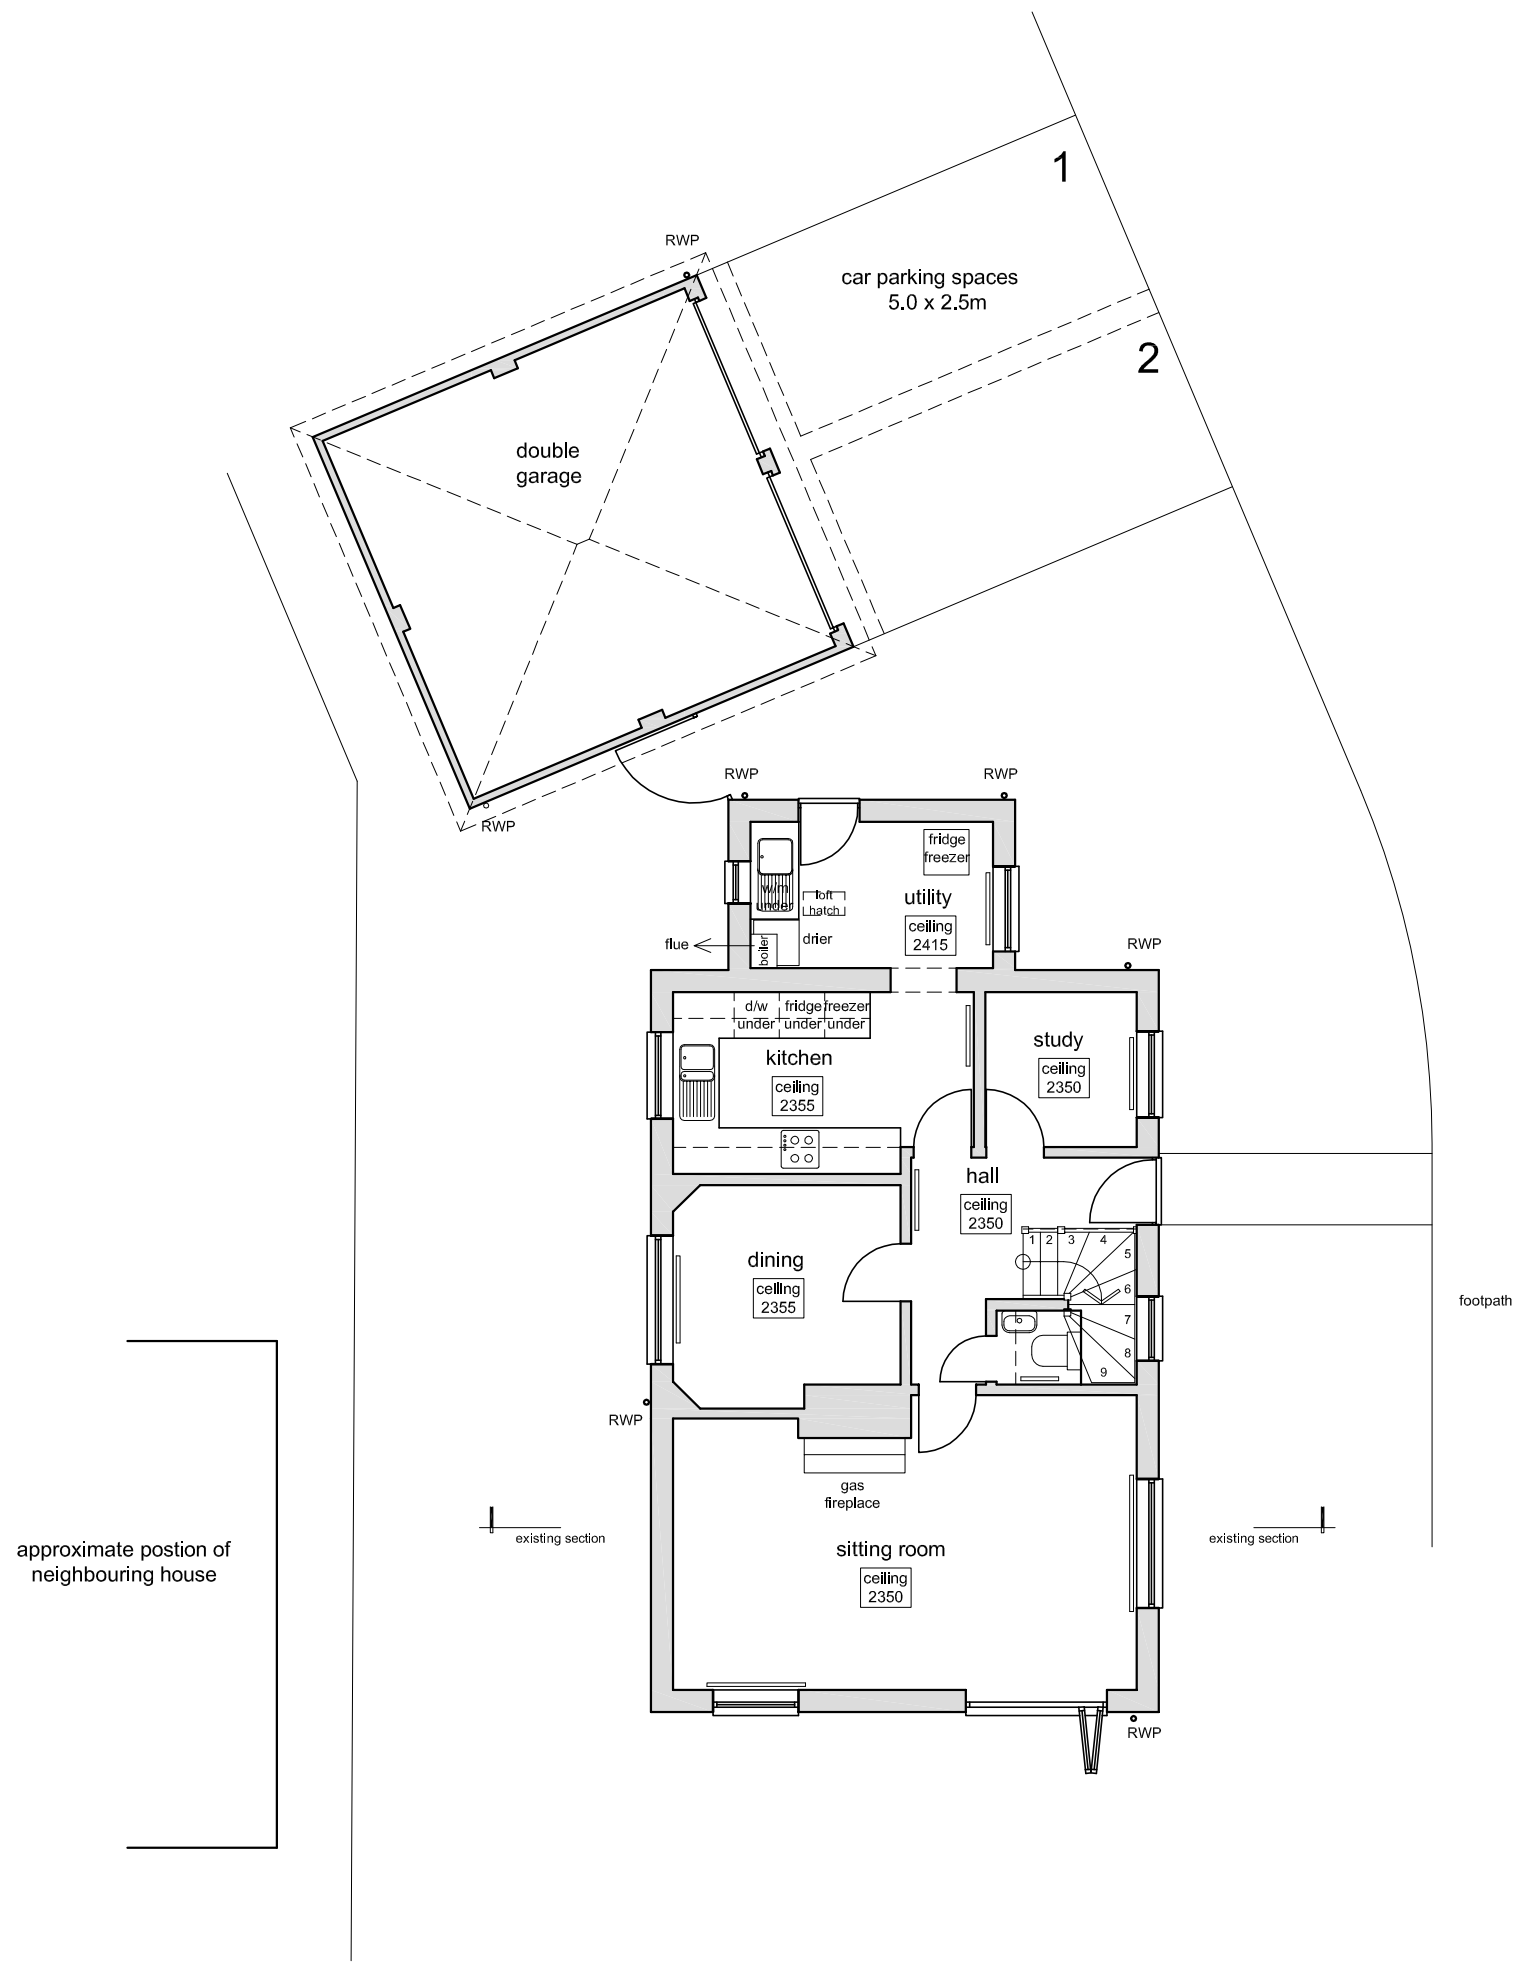 1
RWP
car parking spaces
5.0 x 2.5m
2
double
garage
RWP
RWP
RWP
fridge
freezer
w/m
under
loft
hatch
utility
ceiling
2415
flue
boiler
drier
RWP
d/w
under
fridge
under
freezer
under
kitchen
ceiling
2355
study
ceiling
2350
hall
ceiling
2350
1
2
3
4
5
6
7
8
9
dining
ceiling
2355
footpath
RWP
gas
fireplace
existing section
existing section
approximate postion of
neighbouring house
sitting room
ceiling
2350
RWP